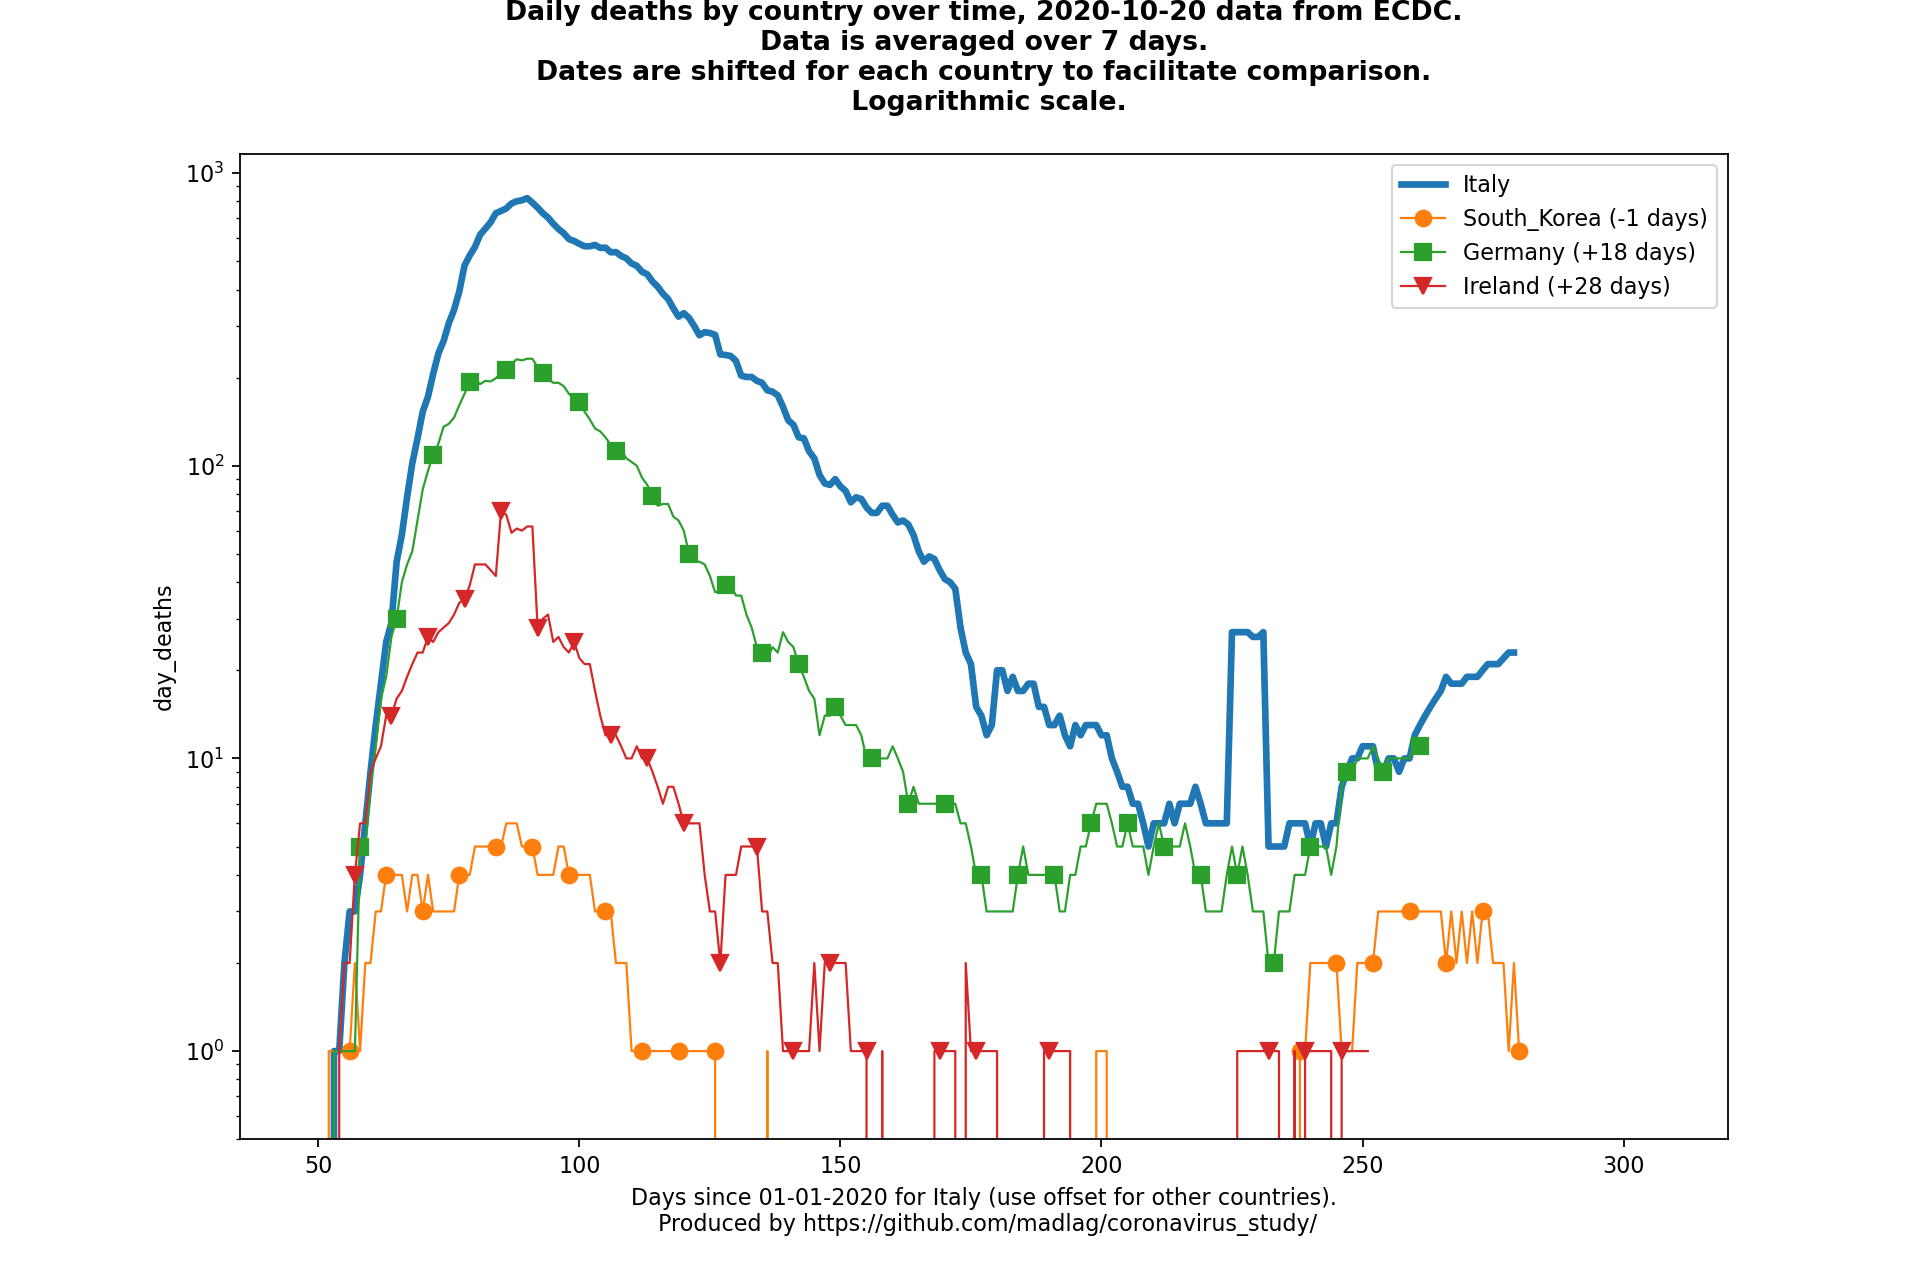 Daily deaths by country over time, 2020-10-20 data from ECDC.
Data is averaged over 7 days.
Dates are shifted for each country to facilitate comparison.
Logarithmic scale.
10³
10²
10¹
10⁰
day_deaths
Italy
South_Korea (-1 days)
Germany (+18 days)
Ireland (+28 days)
50 100 150 200 250 300
Days since 01-01-2020 for Italy (use offset for other countries).
Produced by https://github.com/madlag/coronavirus_study/